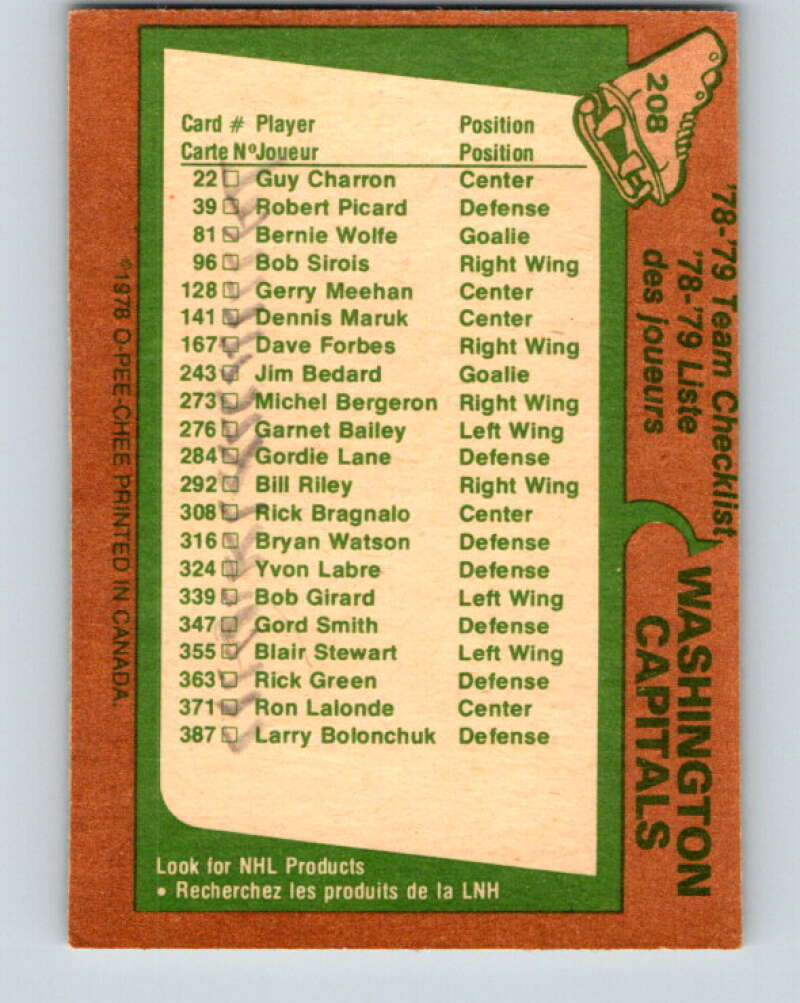 208
'78-'79 Team Checklist,
'78-'79 Liste
des joueurs
WASHINGTON
CAPITALS
Card # Player Position
Carte Nº Joueur Position
22 Guy Charron Center
39 Robert Picard Defense
81 Bernie Wolfe Goalie
96 Bob Sirois Right Wing
128 Gerry Meehan Center
141 Dennis Maruk Center
167 Dave Forbes Right Wing
243 Jim Bedard Goalie
273 Michel Bergeron Right Wing
276 Garnet Bailey Left Wing
284 Gordie Lane Defense
292 Bill Riley Right Wing
308 Rick Bragnalo Center
316 Bryan Watson Defense
324 Yvon Labre Defense
339 Bob Girard Left Wing
347 Gord Smith Defense
355 Blair Stewart Left Wing
363 Rick Green Defense
371 Ron Lalonde Center
387 Larry Bolonchuk Defense
Look for NHL Products
• Recherchez les produits de la LNH
©1978 O-PEE-CHEE PRINTED IN CANADA.